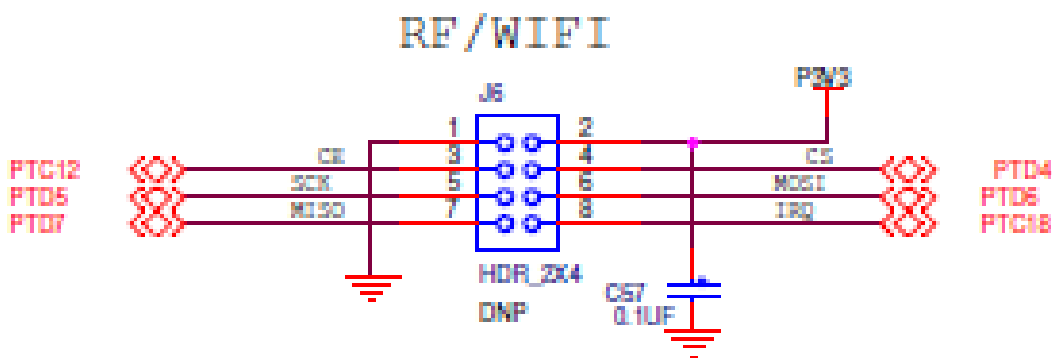 RF/WIFI
J6
P3V3
1 2
PTC12 CE 3 4 CS PTD4
PTD5 SCK 5 6 MOSI PTD6
PTD7 MISO 7 8 IRQ PTC18
HDR_2X4
DNP
C57
0.1UF